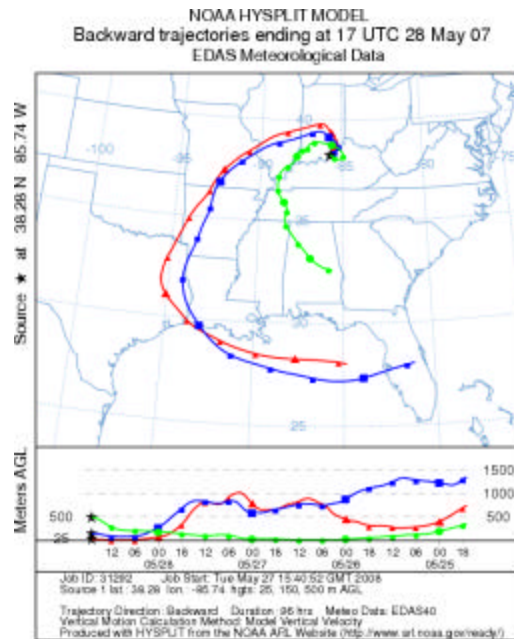 NOAA HYSPLIT MODEL
Backward trajectories ending at 17 UTC 28 May 07
EDAS Meteorological Data
Source ★ at 38.28 N 85.74 W
-100
-95
40
-85
-80
-75
35
30
25
Meters AGL
1500
1000
500
500
25
12 06 00 18 12 06 00 18 12 06 00 18 12 06 00 18
05/28 05/27 05/26 05/25
Job ID: 31292 Job Start: Tue May 27 15:40:52 GMT 2008
Source 1 lat.: 38.28 lon.: -85.74 hgts: 25, 150, 500 m AGL
Trajectory Direction: Backward Duration: 96 hrs Meteo Data: EDAS40
Vertical Motion Calculation Method: Model Vertical Velocity
Produced with HYSPLIT from the NOAA ARL Website (http://www.arl.noaa.gov/ready/)